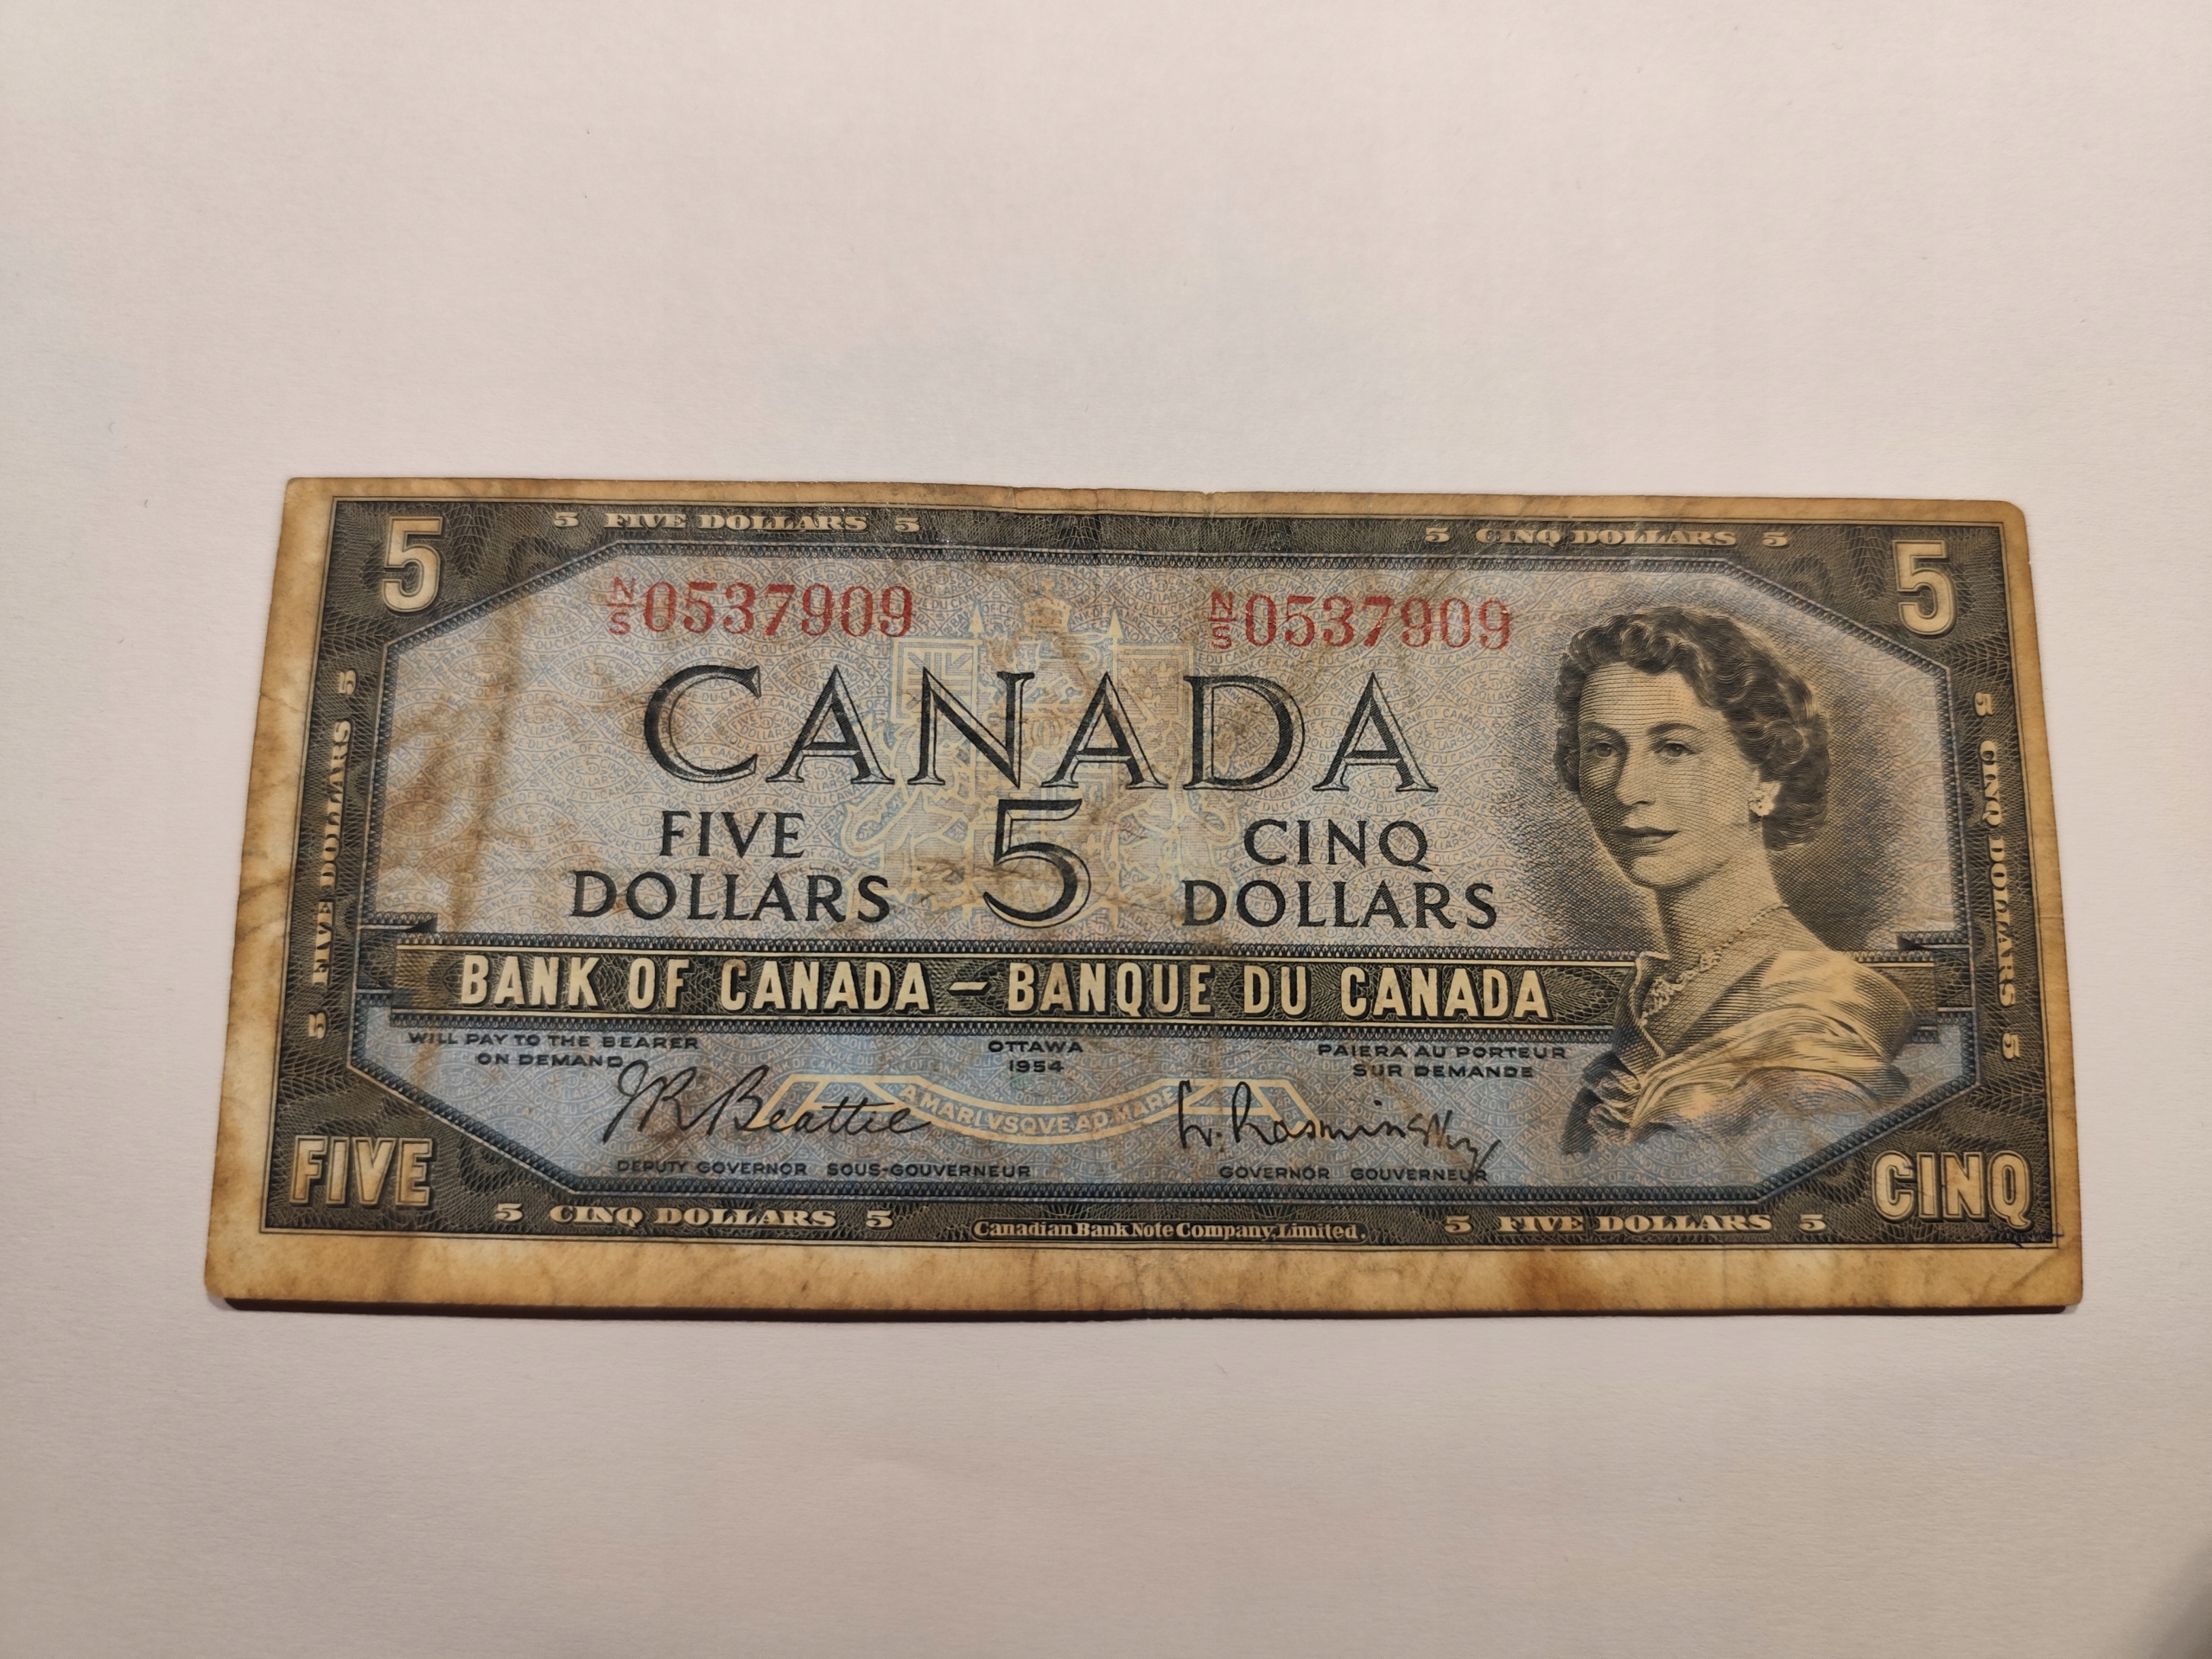 5 FIVE DOLLARS 5
5 CINQ DOLLARS 5
5
5
N/S 0537909
N/S 0537909
CANADA
FIVE DOLLARS
5
CINQ DOLLARS
5 FIVE DOLLARS 5
5 CINQ DOLLARS 5
BANK OF CANADA – BANQUE DU CANADA
WILL PAY TO THE BEARER
ON DEMAND
OTTAWA
1954
PAIERA AU PORTEUR
SUR DEMANDE
A MARI VSQVE AD MARE
JR Beattie
L. Rasminsky
DEPUTY GOVERNOR SOUS-GOUVERNEUR
GOVERNOR GOUVERNEUR
FIVE
CINQ
5 CINQ DOLLARS 5
Canadian Bank Note Company, Limited.
5 FIVE DOLLARS 5